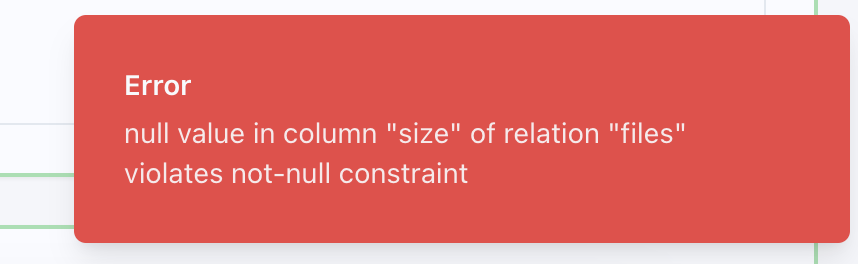 Error
null value in column "size" of relation "files"
violates not-null constraint